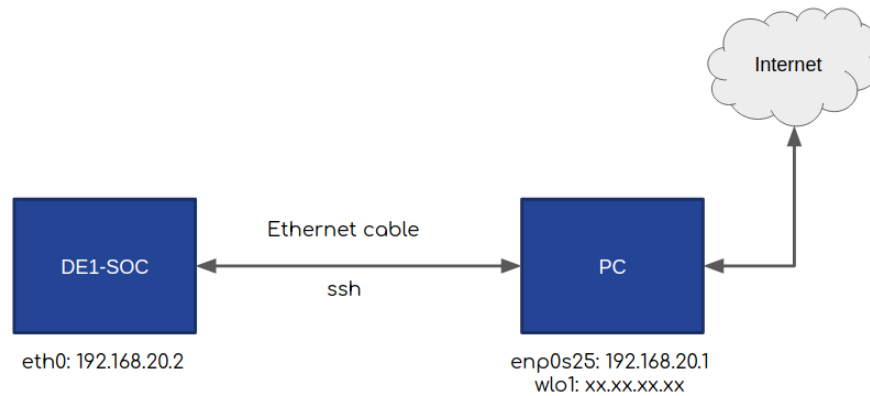 Internet
Ethernet cable
DE1-SOC
PC
ssh
eth0: 192.168.20.2
enp0s25: 192.168.20.1
wlo1: xx.xx.xx.xx